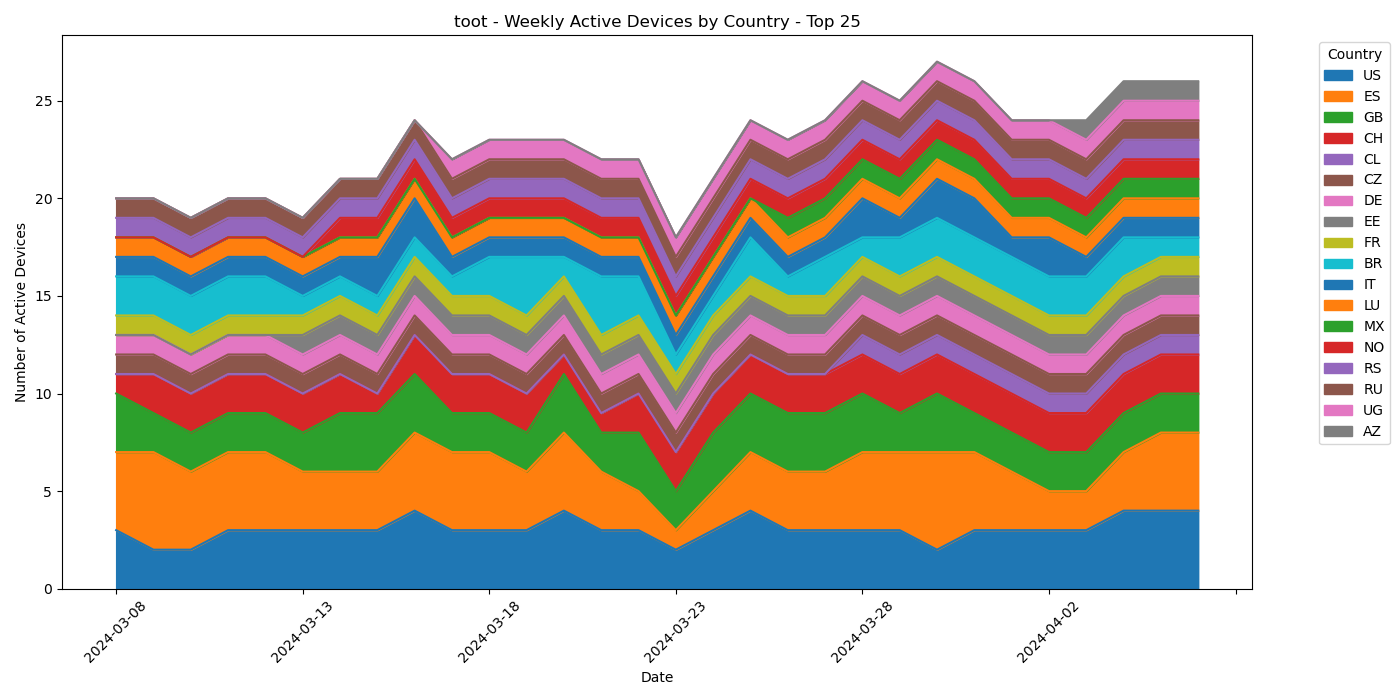 toot - Weekly Active Devices by Country - Top 25
Number of Active Devices
25
20
15
10
5
0
2024-03-08
2024-03-13
2024-03-18
2024-03-23
2024-03-28
2024-04-02
Date
Country
US
ES
GB
CH
CL
CZ
DE
EE
FR
BR
IT
LU
MX
NO
RS
RU
UG
AZ